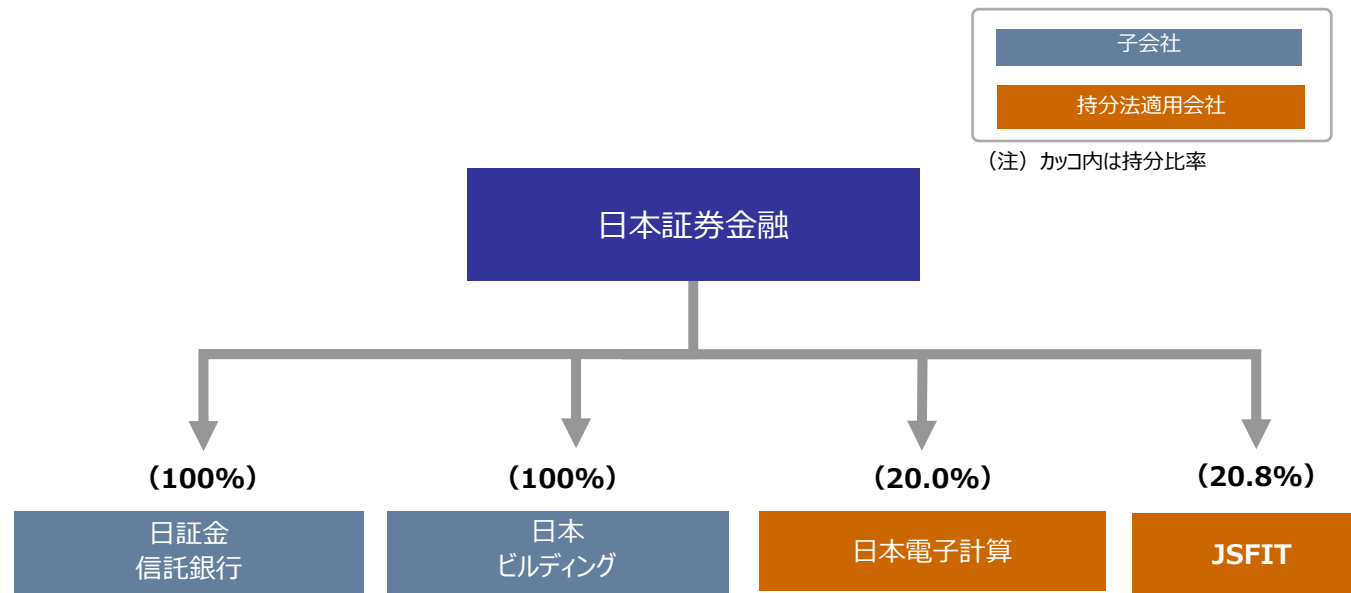 子会社
持分法適用会社
（注）カッコ内は持分比率
日本証券金融
（100%）
（100%）
（20.0%）
（20.8%）
日証金
信託銀行
日本
ビルディング
日本電子計算
JSFIT